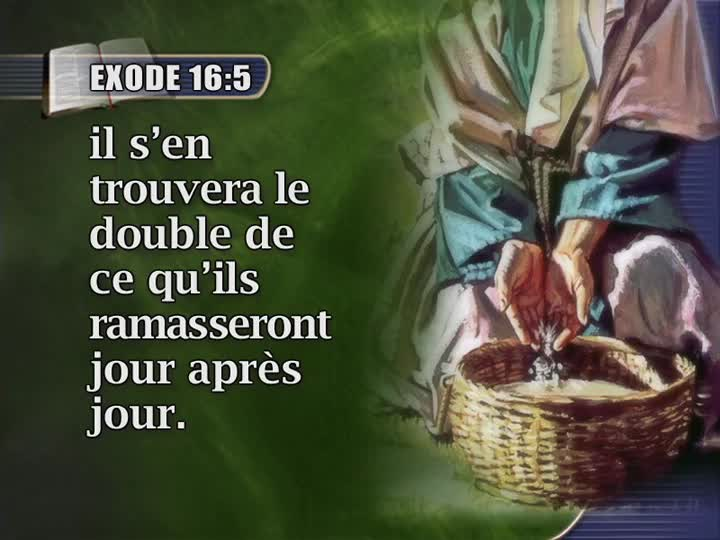 EXODE 16:5
il s’en
trouvera le
double de
ce qu’ils
ramasseront
jour après
jour.